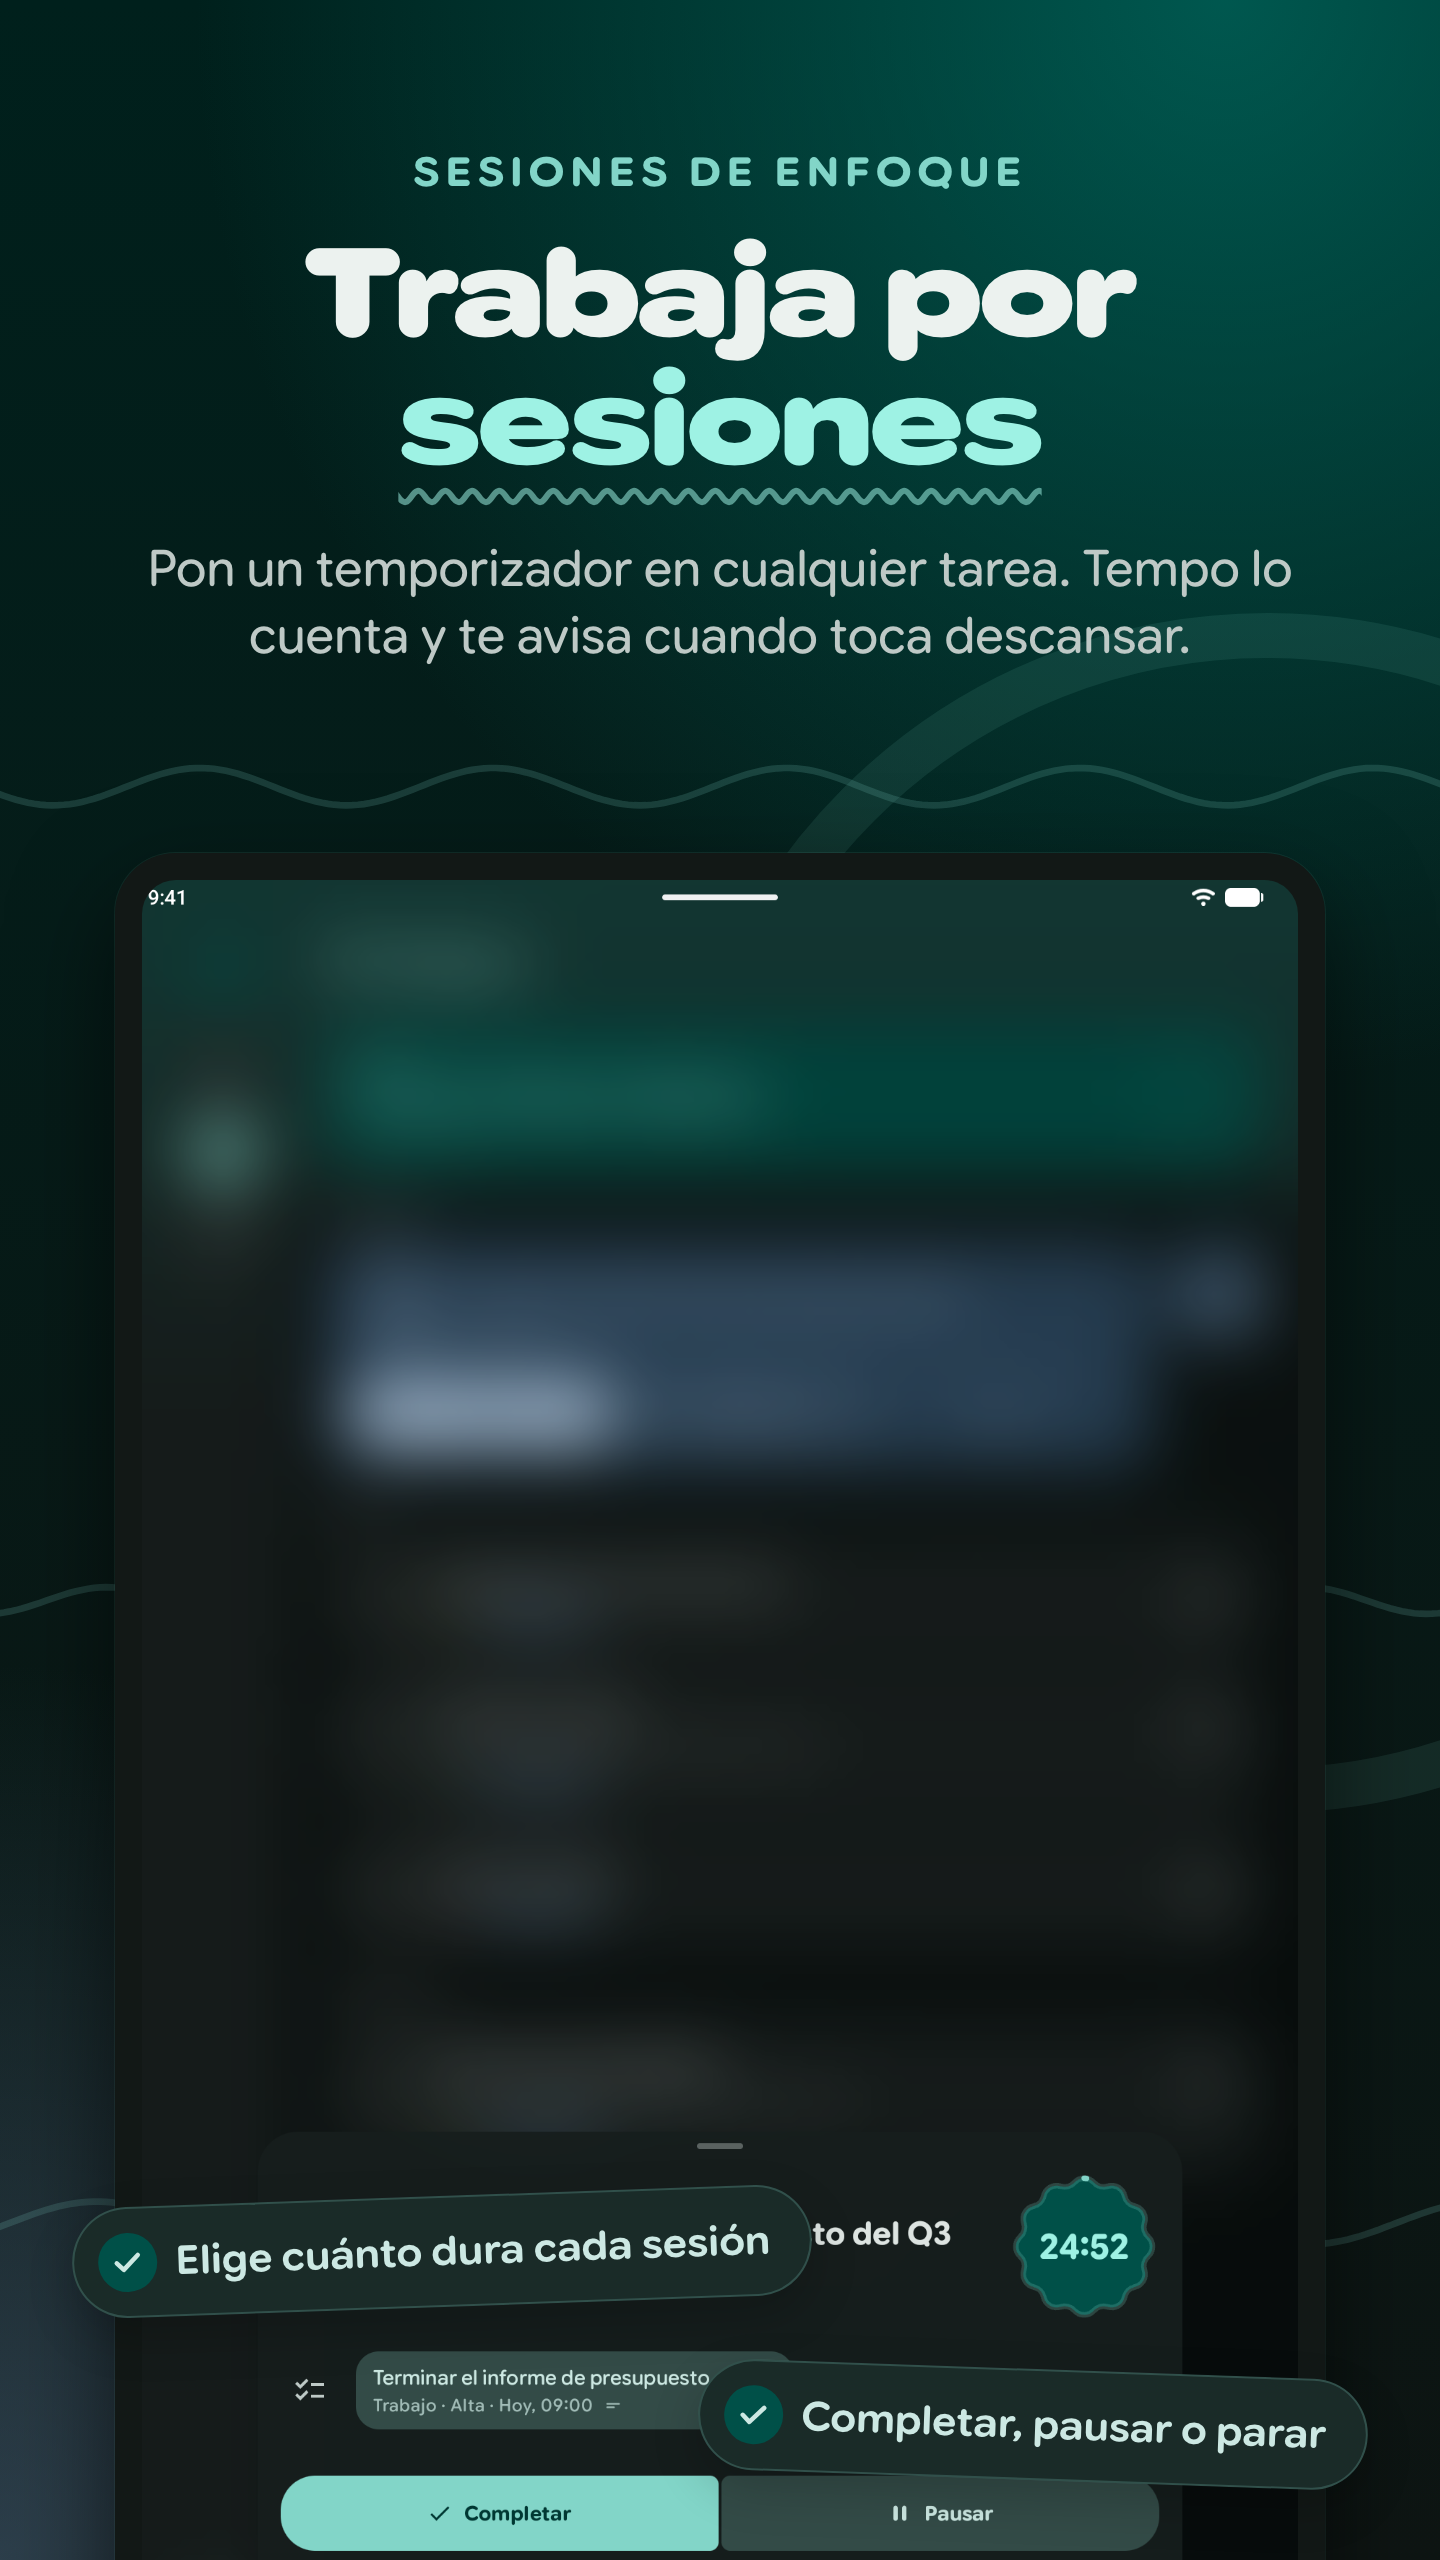 SESIONES DE ENFOQUE
Trabaja por
sesiones
Pon un temporizador en cualquier tarea. Tempo lo
cuenta y te avisa cuando toca descansar.
9:41
Elige cuánto dura cada sesión
to del Q3
24:52
Terminar el informe de presupuesto
Trabajo · Alta · Hoy, 09:00
Completar, pausar o parar
Completar
Pausar